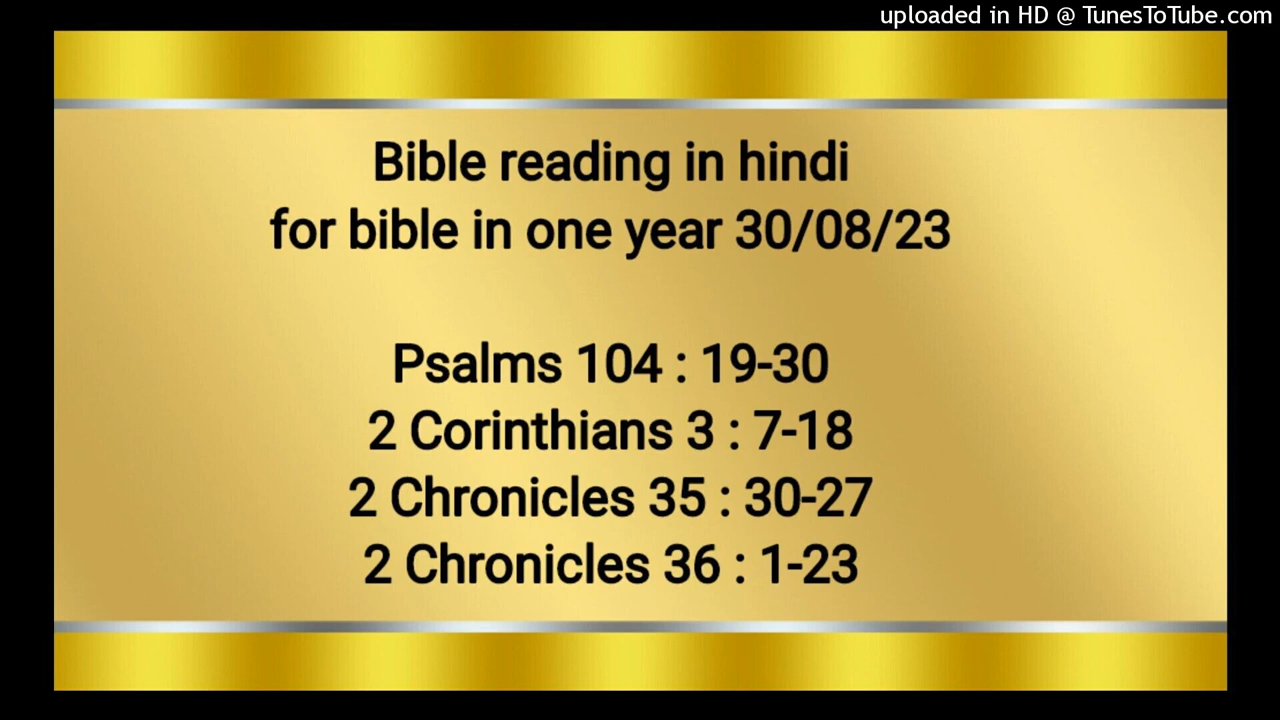 uploaded in HD @ TunesToTube.com
Bible reading in hindi
for bible in one year 30/08/23
Psalms 104 : 19-30
2 Corinthians 3 : 7-18
2 Chronicles 35 : 30-27
2 Chronicles 36 : 1-23